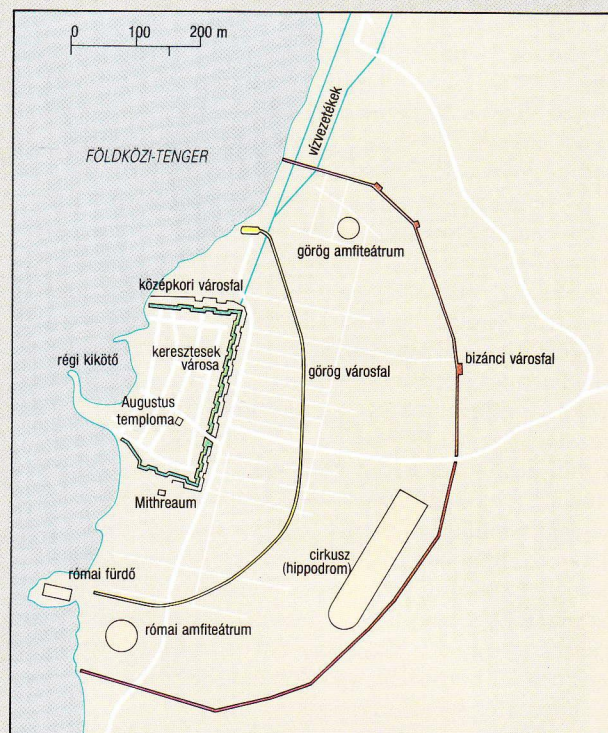 0 100 200 m
FÖLDKÖZI-TENGER
vízvezetékek
görög amfiteátrum
középkori városfal
régi kikötő
keresztesek
városa
görög városfal
bizánci városfal
Augustus
temploma
Mithreaum
cirkusz
(hippodrom)
római fürdő
római amfiteátrum